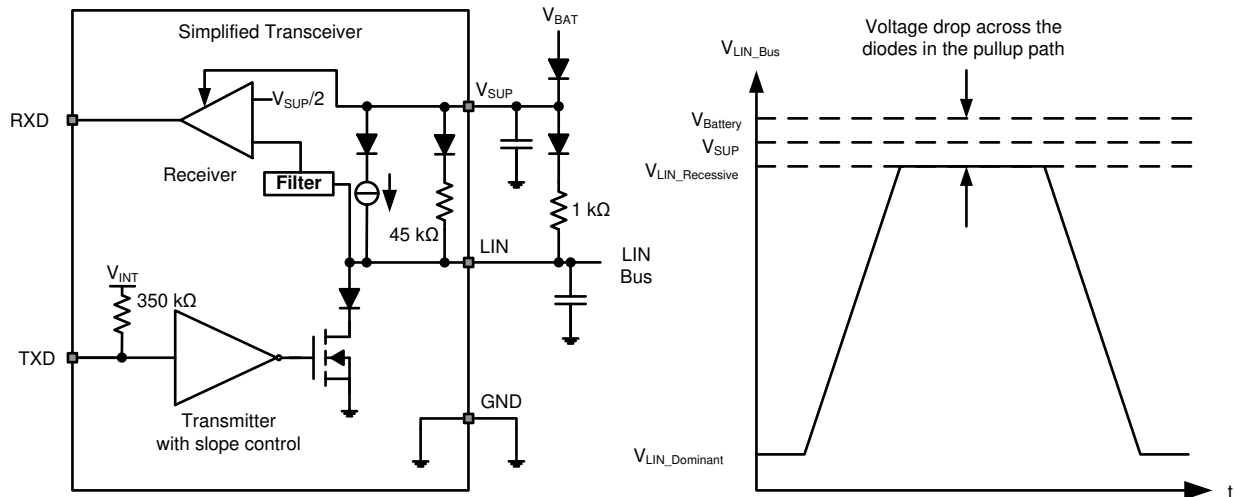 Simplified Transceiver
V_BAT
V_SUP/2
V_SUP
RXD
Receiver
Filter
45 kΩ
1 kΩ
LIN
LIN
Bus
V_INT
350 kΩ
TXD
Transmitter
with slope control
GND
V_LIN_Bus
Voltage drop across the
diodes in the pullup path
V_Battery
V_SUP
V_LIN_Recessive
V_LIN_Dominant
t